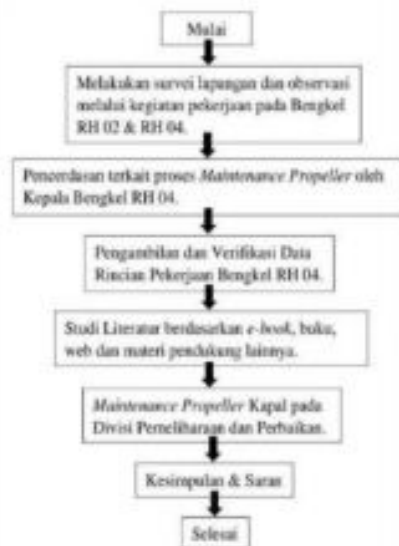 Mulai
Melakukan survei lapangan dan observasi
melalui kegiatan pekerjaan pada Bengkel
RH 02 & RH 04.
Pencerdasan terkait proses Maintenance Propeller oleh
Kepala Bengkel RH 04.
Pengambilan dan Verifikasi Data
Rincian Pekerjaan Bengkel RH 04.
Studi Literatur berdasarkan e-book, buku,
web dan materi pendukung lainnya.
Maintenance Propeller Kapal pada
Divisi Pemeliharaan dan Perbaikan.
Kesimpulan & Saran
Selesai